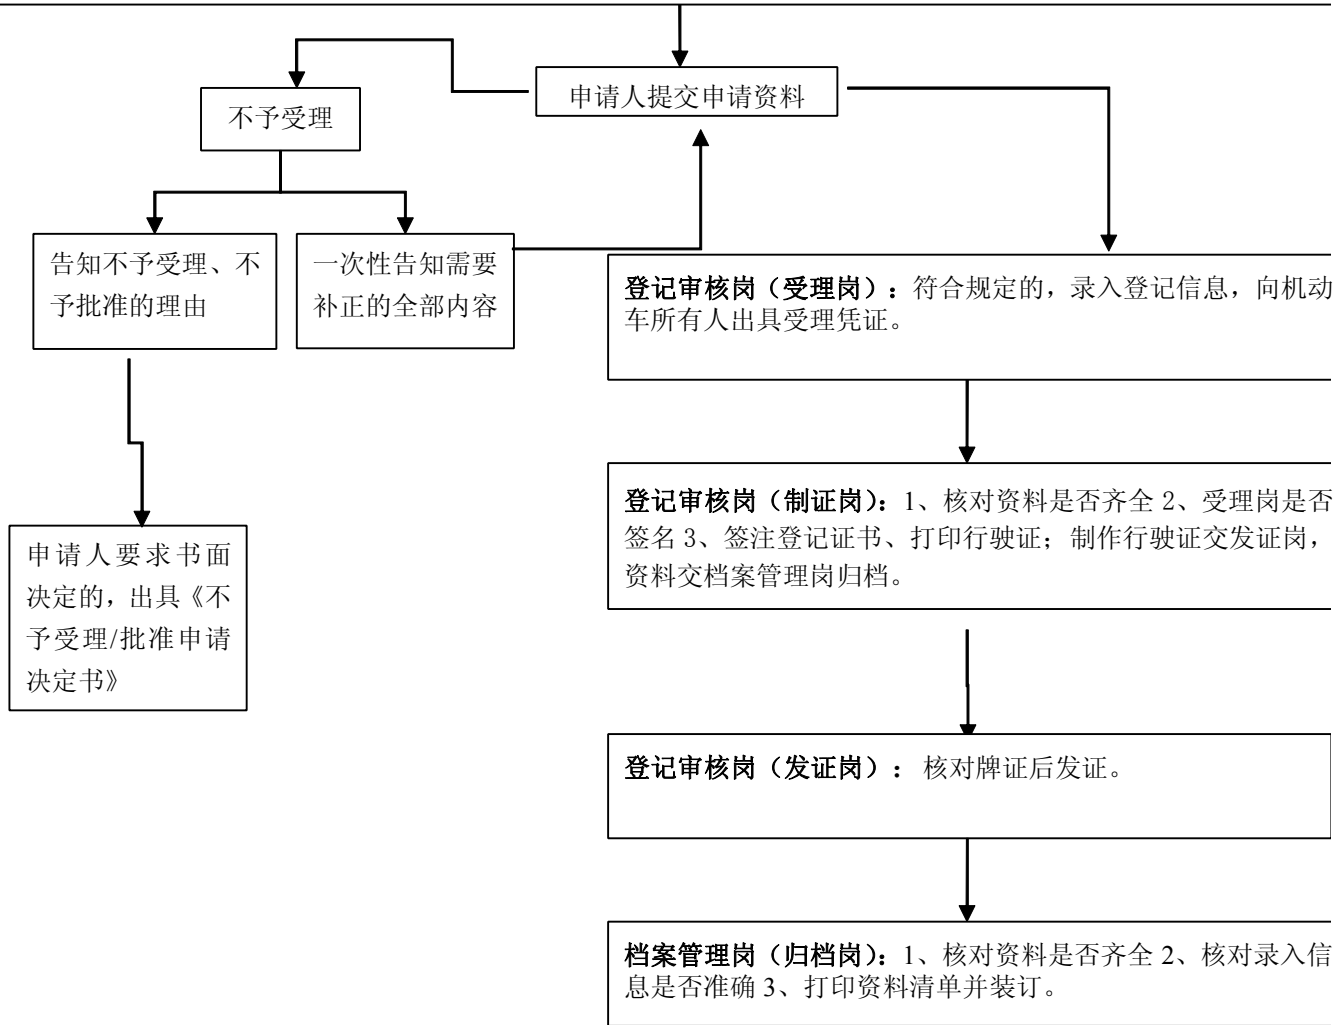 申请人提交申请资料
不予受理
告知不予受理、不
予批准的理由
一次性告知需要
补正的全部内容
登记审核岗（受理岗）：符合规定的，录入登记信息，向机动
车所有人出具受理凭证。
登记审核岗（制证岗）：1、核对资料是否齐全 2、受理岗是否
签名 3、签注登记证书、打印行驶证；制作行驶证交发证岗，
资料交档案管理岗归档。
申请人要求书面
决定的，出具《不
予受理/批准申请
决定书》
登记审核岗（发证岗）：核对牌证后发证。
档案管理岗（归档岗）：1、核对资料是否齐全 2、核对录入信
息是否准确 3、打印资料清单并装订。